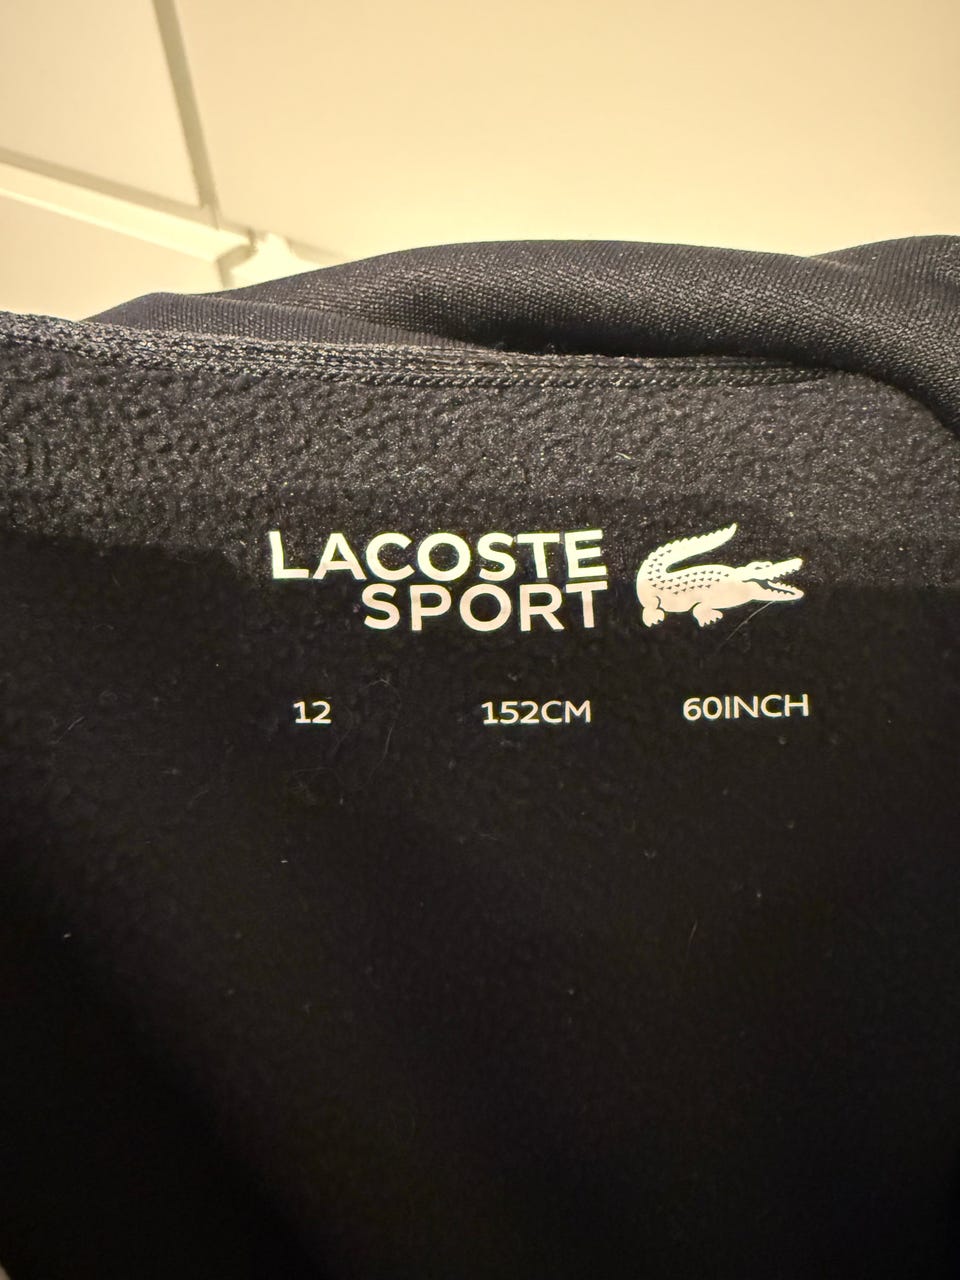 LACOSTE
SPORT
12 152CM 60INCH